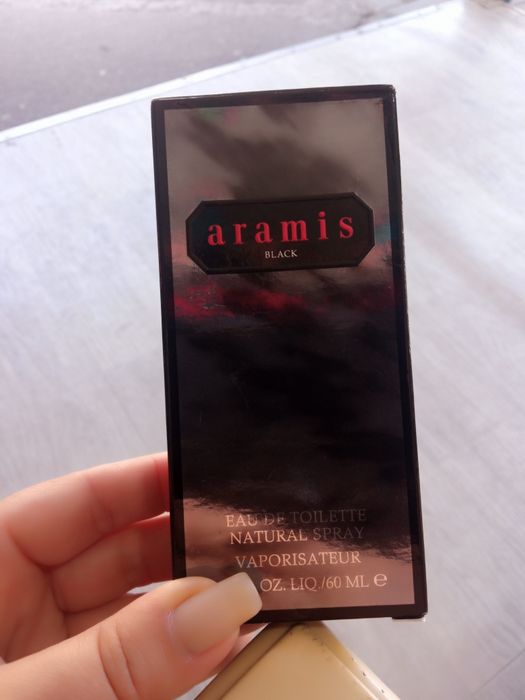 aramis
BLACK
EAU DE TOILETTE
NATURAL SPRAY
VAPORISATEUR
OZ. LIQ./60 ML ℮